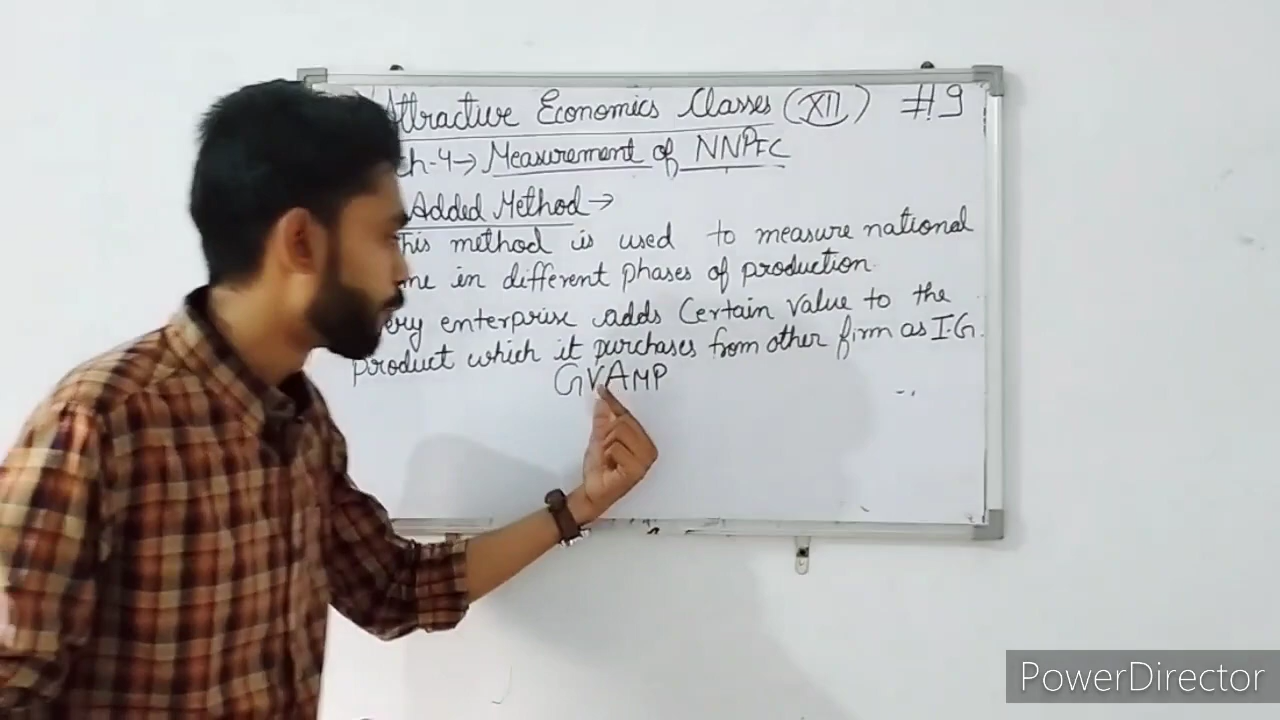 Attractive Economics Classes (XII) #9
ch-4→ Measurement of NNPFC
Added Method→
This method is used to measure national
in different phases of production.
enterprise adds Certain value to the
Product which it purchases from other firm as I.G.
GVAMP
PowerDirector